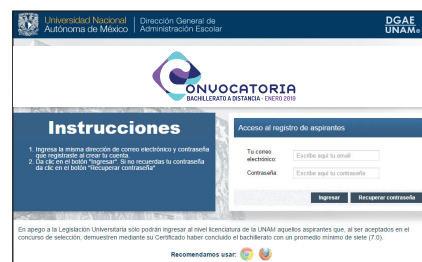 Universidad Nacional
Autónoma de México
Dirección General de
Administración Escolar
DGAE
UNAM
CONVOCATORIA
BACHILLERATO A DISTANCIA - ENERO 2019
Instrucciones
1. Ingresa la misma dirección de correo electrónico y contraseña
que registraste al crear tu cuenta.
2. Da clic en el botón "Ingresar". Si no recuerdas tu contraseña
da clic en el botón "Recuperar contraseña"
Acceso al registro de aspirantes
Tu correo
electrónico:
Escribe aquí tu email
Contraseña:
Escribe aquí tu contraseña
Ingresar
Recuperar contraseña
En apego a la Legislación Universitaria sólo podrán ingresar al nivel licenciatura de la UNAM aquellos aspirantes que, al ser aceptados en el
concurso de selección, demuestren mediante su Certificado haber concluido el bachillerato con un promedio mínimo de siete (7.0).
Recomendamos usar: